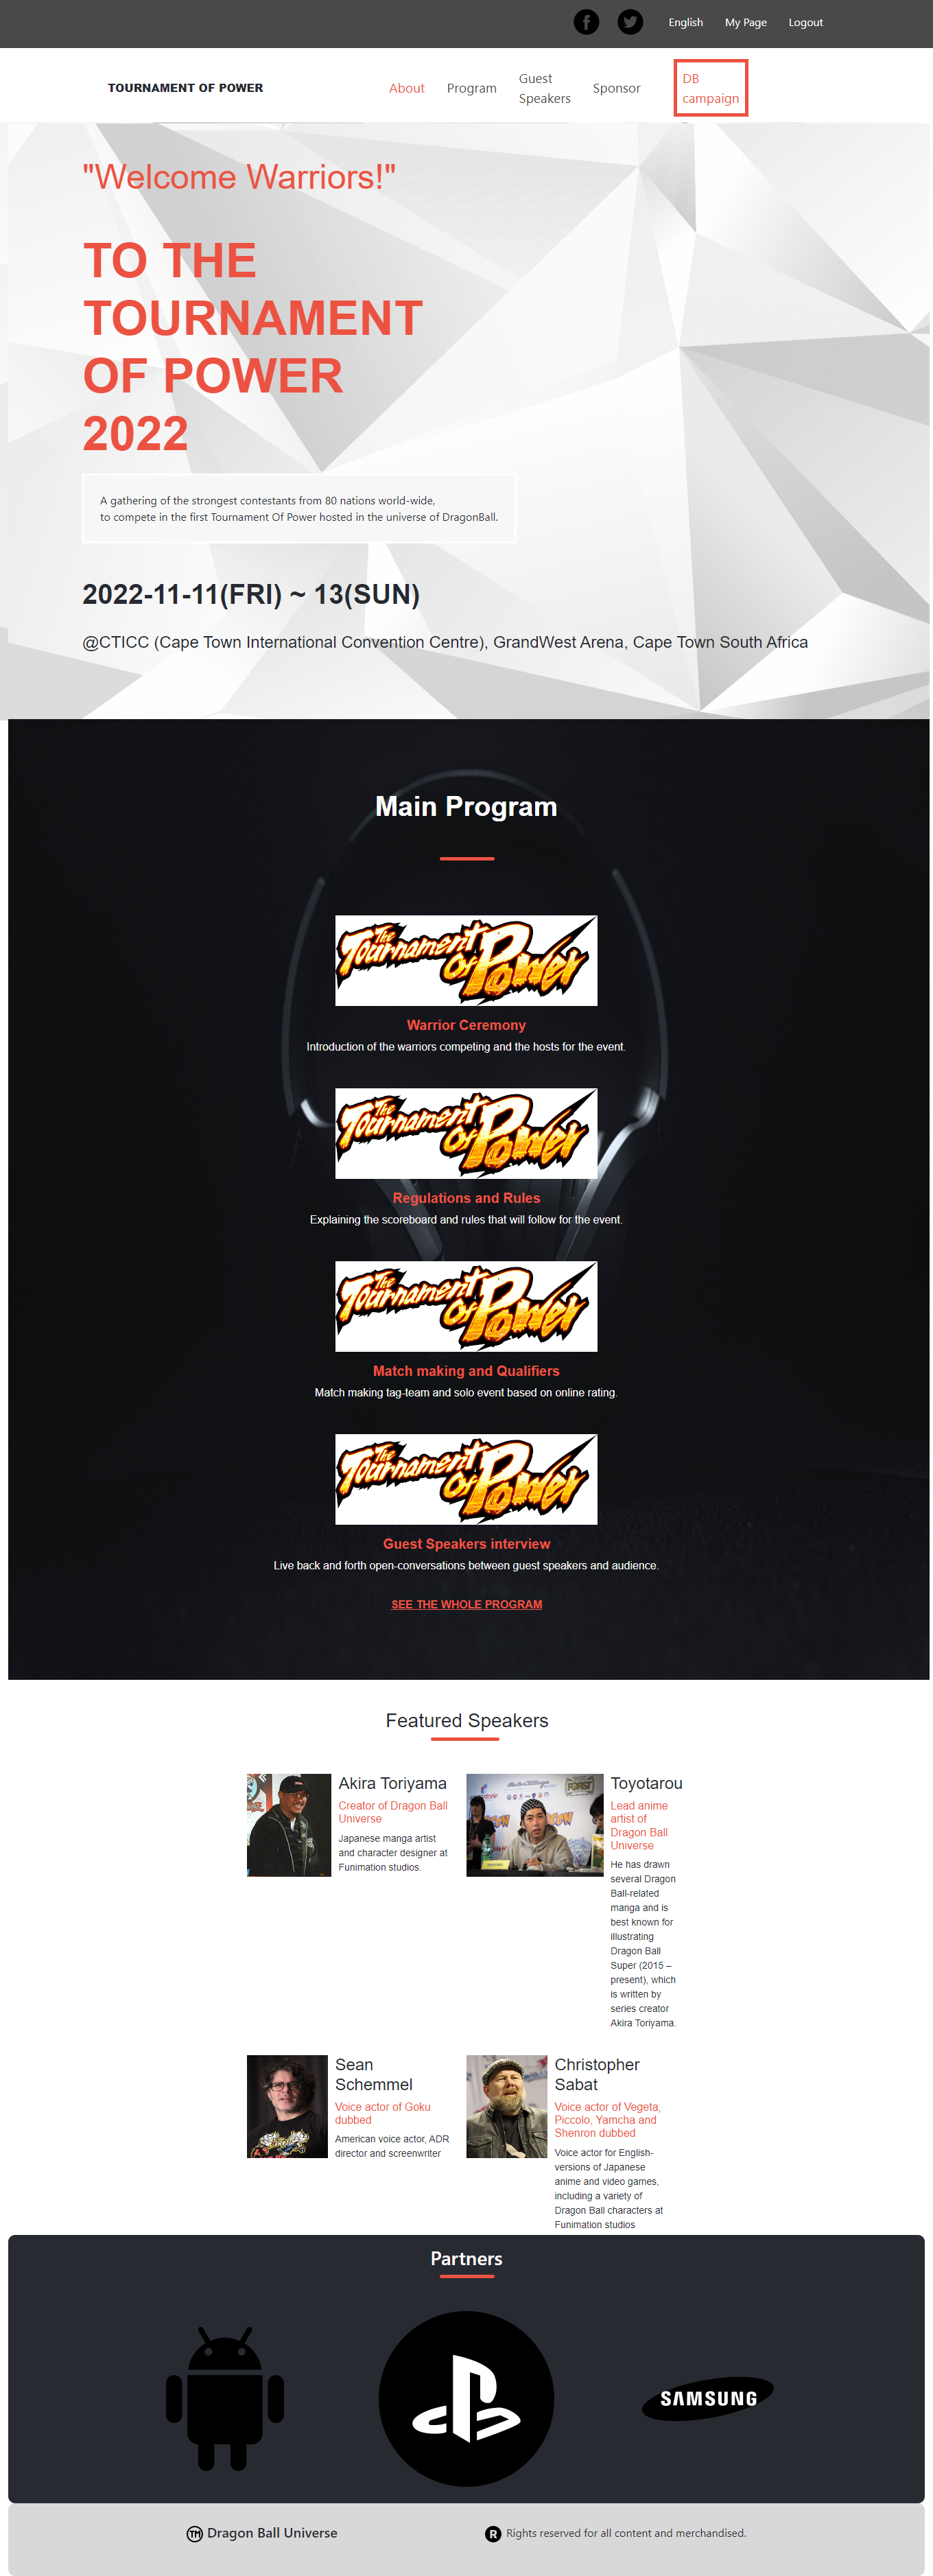 English My Page Logout
TOURNAMENT OF POWER
About
Program
Guest
Speakers
Sponsor
DB
campaign
"Welcome Warriors!"
TO THE
TOURNAMENT
OF POWER
2022
A gathering of the strongest contestants from 80 nations world-wide,
to compete in the first Tournament Of Power hosted in the universe of DragonBall.
2022-11-11(FRI) ~ 13(SUN)
@CTICC (Cape Town International Convention Centre), GrandWest Arena, Cape Town South Africa
Main Program
The Tournament Of Power
Warrior Ceremony
Introduction of the warriors competing and the hosts for the event.
The Tournament Of Power
Regulations and Rules
Explaining the scoreboard and rules that will follow for the event.
The Tournament Of Power
Match making and Qualifiers
Match making tag-team and solo event based on online rating.
The Tournament Of Power
Guest Speakers interview
Live back and forth open-conversations between guest speakers and audience.
SEE THE WHOLE PROGRAM
Featured Speakers
Akira Toriyama
Creator of Dragon Ball
Universe
Japanese manga artist
and character designer at
Funimation studios.
Toyotarou
Lead anime
artist of
Dragon Ball
Universe
He has drawn
several Dragon
Ball-related
manga and is
best known for
illustrating
Dragon Ball
Super (2015 –
present), which
is written by
series creator
Akira Toriyama.
Sean
Schemmel
Voice actor of Goku
dubbed
American voice actor, ADR
director and screenwriter
Christopher
Sabat
Voice actor of Vegeta,
Piccolo, Yamcha and
Shenron dubbed
Voice actor for English-
versions of Japanese
anime and video games,
including a variety of
Dragon Ball characters at
Funimation studios
Partners
SAMSUNG
TM Dragon Ball Universe
R Rights reserved for all content and merchandised.